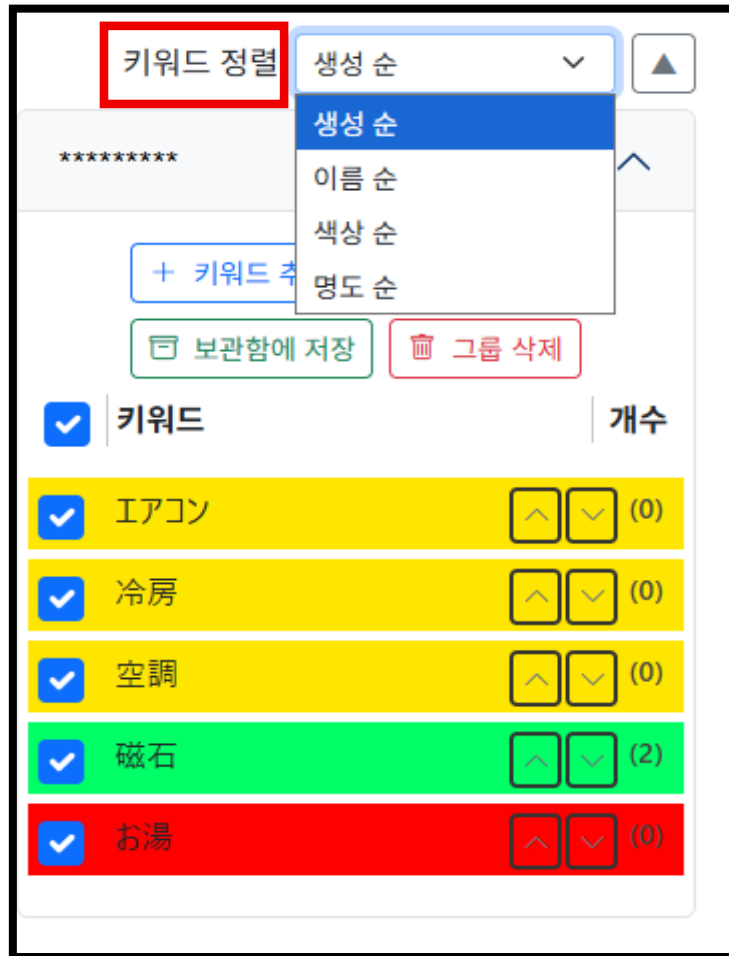 키워드 정렬 생성 순
생성 순
이름 순
색상 순
명도 순
*********
+ 키워드
보관함에 저장 그룹 삭제
키워드 개수
エアコン (0)
冷房 (0)
空調 (0)
磁石 (2)
お湯 (0)